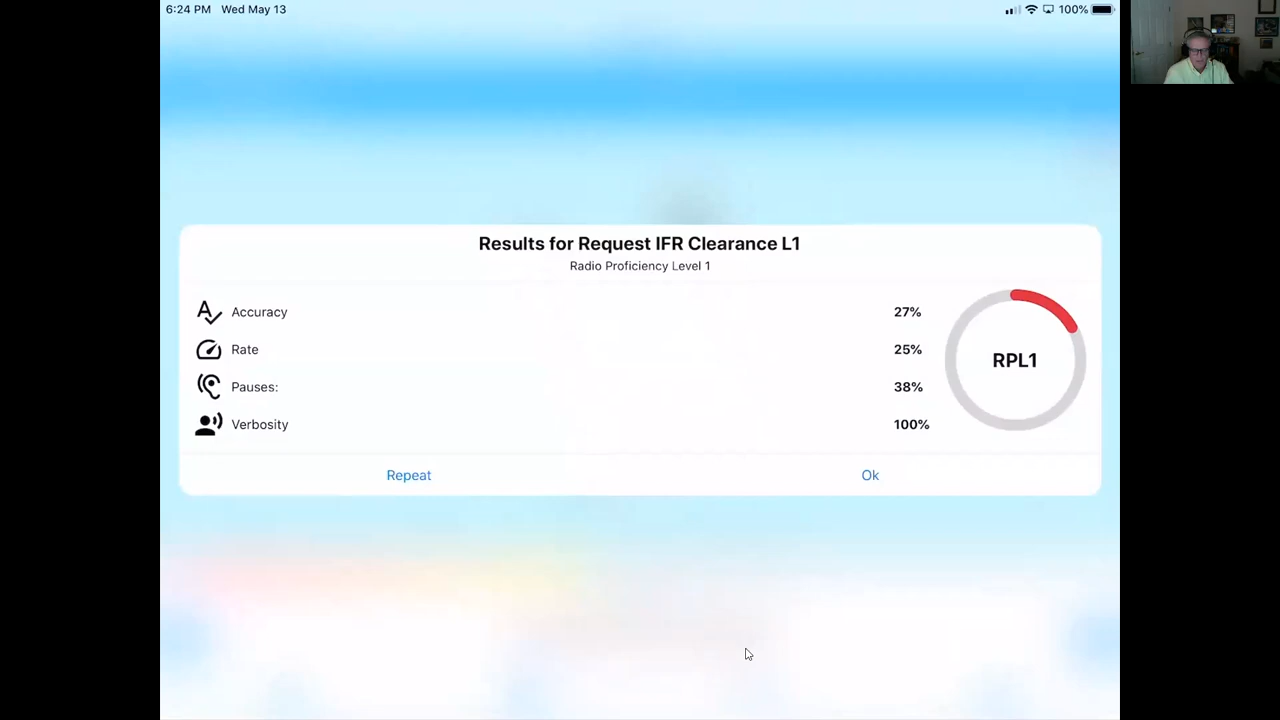 6:24 PM Wed May 13
100%
Results for Request IFR Clearance L1
Radio Proficiency Level 1
Accuracy 27%
Rate 25%
Pauses: 38%
Verbosity 100%
RPL1
Repeat Ok